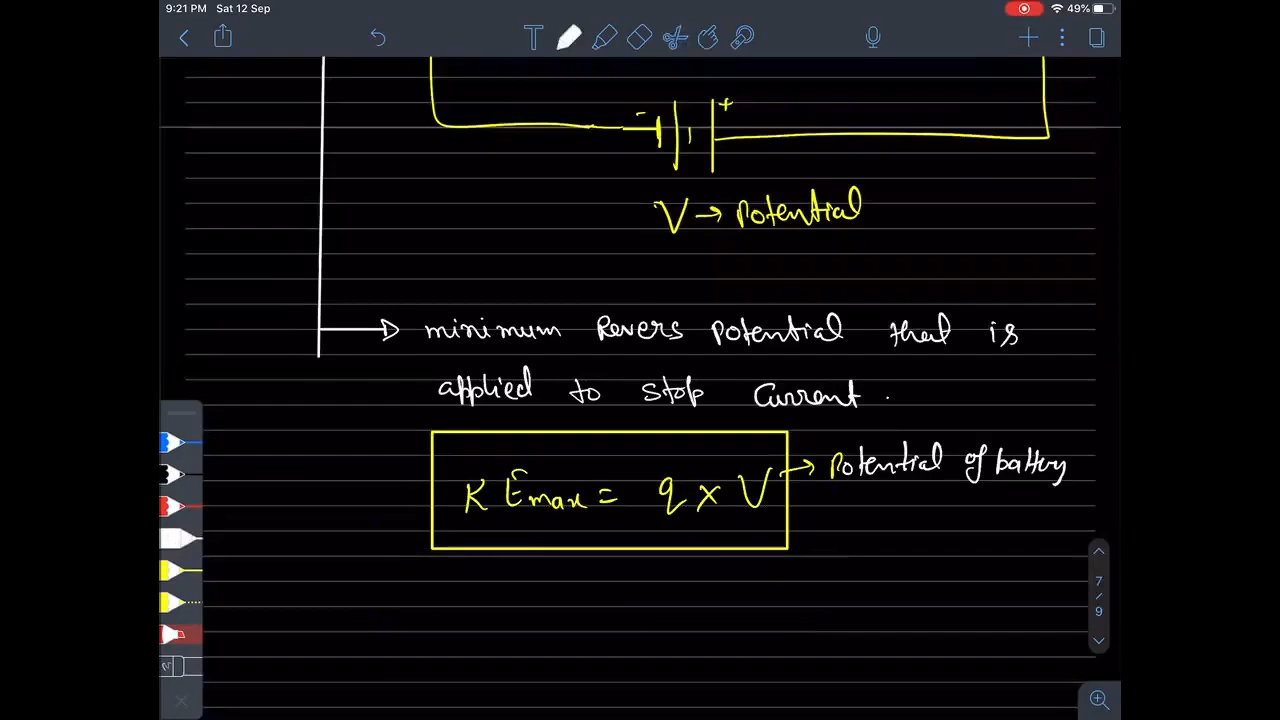 9:21 PM Sat 12 Sep
49%
- +
V → Potential
minimum Revers potential that is
applied to stop Current.
K Emax = q x V → Potential of battery
7
/
9